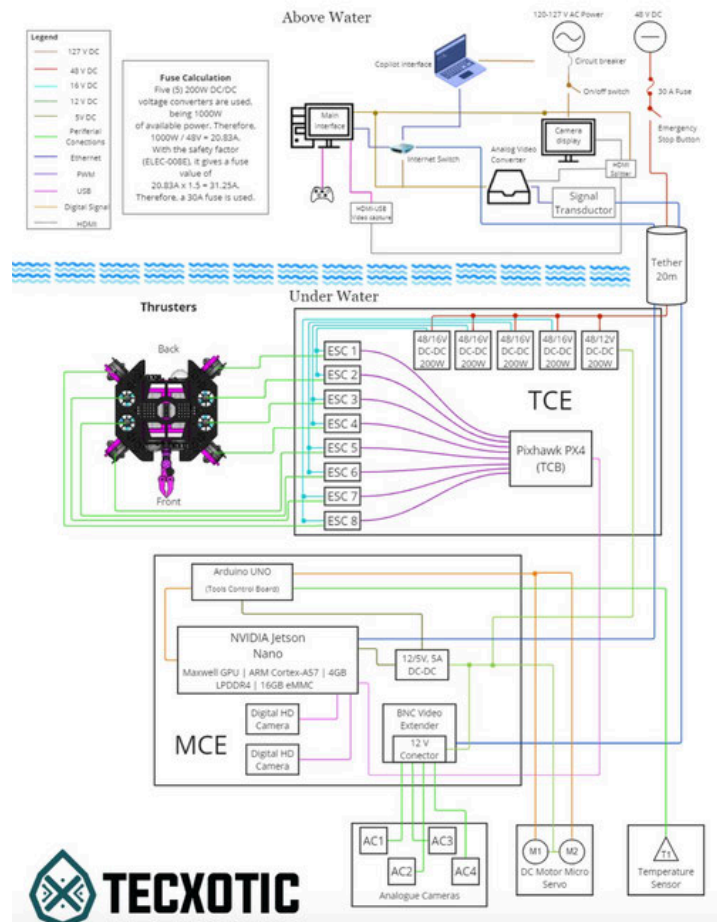 Above Water
120-127 V AC Power
48 V DC
Legend
127 V DC
48 V DC
16 V DC
12 V DC
5V DC
Periferial
Conections
Ethernet
PWM
USB
Digital Signal
HDMI
Fuse Calculation
Five (5) 200W DC/DC
voltage converters are used,
being 1000W
of available power. Therefore,
1000W / 48V = 20.83A.
With the safety factor
(ELEC-008E), it gives a fuse
value of
20.83A x 1.5 = 31.25A.
Therefore, a 30A fuse is used.
Copilot interface
Circuit breaker
On/off switch
30 A Fuse
Emergency
Stop Button
Main
Interface
Internet Switch
Camera
display
Analog Video
Converter
HDMI
Splitter
HDMI-USB
Video capture
Signal
Transductor
Tether
20m
Under Water
Thrusters
Back
Front
ESC 1
ESC 2
ESC 3
ESC 4
ESC 5
ESC 6
ESC 7
ESC 8
48/16V
DC-DC
200W
48/16V
DC-DC
200W
48/16V
DC-DC
200W
48/16V
DC-DC
200W
48/12V
DC-DC
200W
TCE
Pixhawk PX4
(TCB)
Arduino UNO
(Tools Control Board)
NVIDIA Jetson
Nano
Maxwell GPU | ARM Cortex-A57 | 4GB
LPDDR4 | 16GB eMMC
12/5V, 5A
DC-DC
Digital HD
Camera
Digital HD
Camera
MCE
BNC Video
Extender
12 V
Conector
AC1
AC3
AC2
AC4
Analogue Cameras
M1
M2
DC Motor Micro
Servo
T1
Temperature
Sensor
TECXOTIC